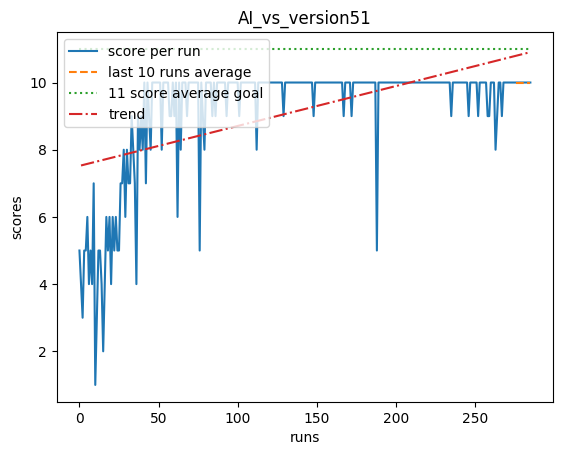 AI_vs_version51
score per run
last 10 runs average
11 score average goal
trend
scores
10
8
6
4
2
0
50
100
150
200
250
runs